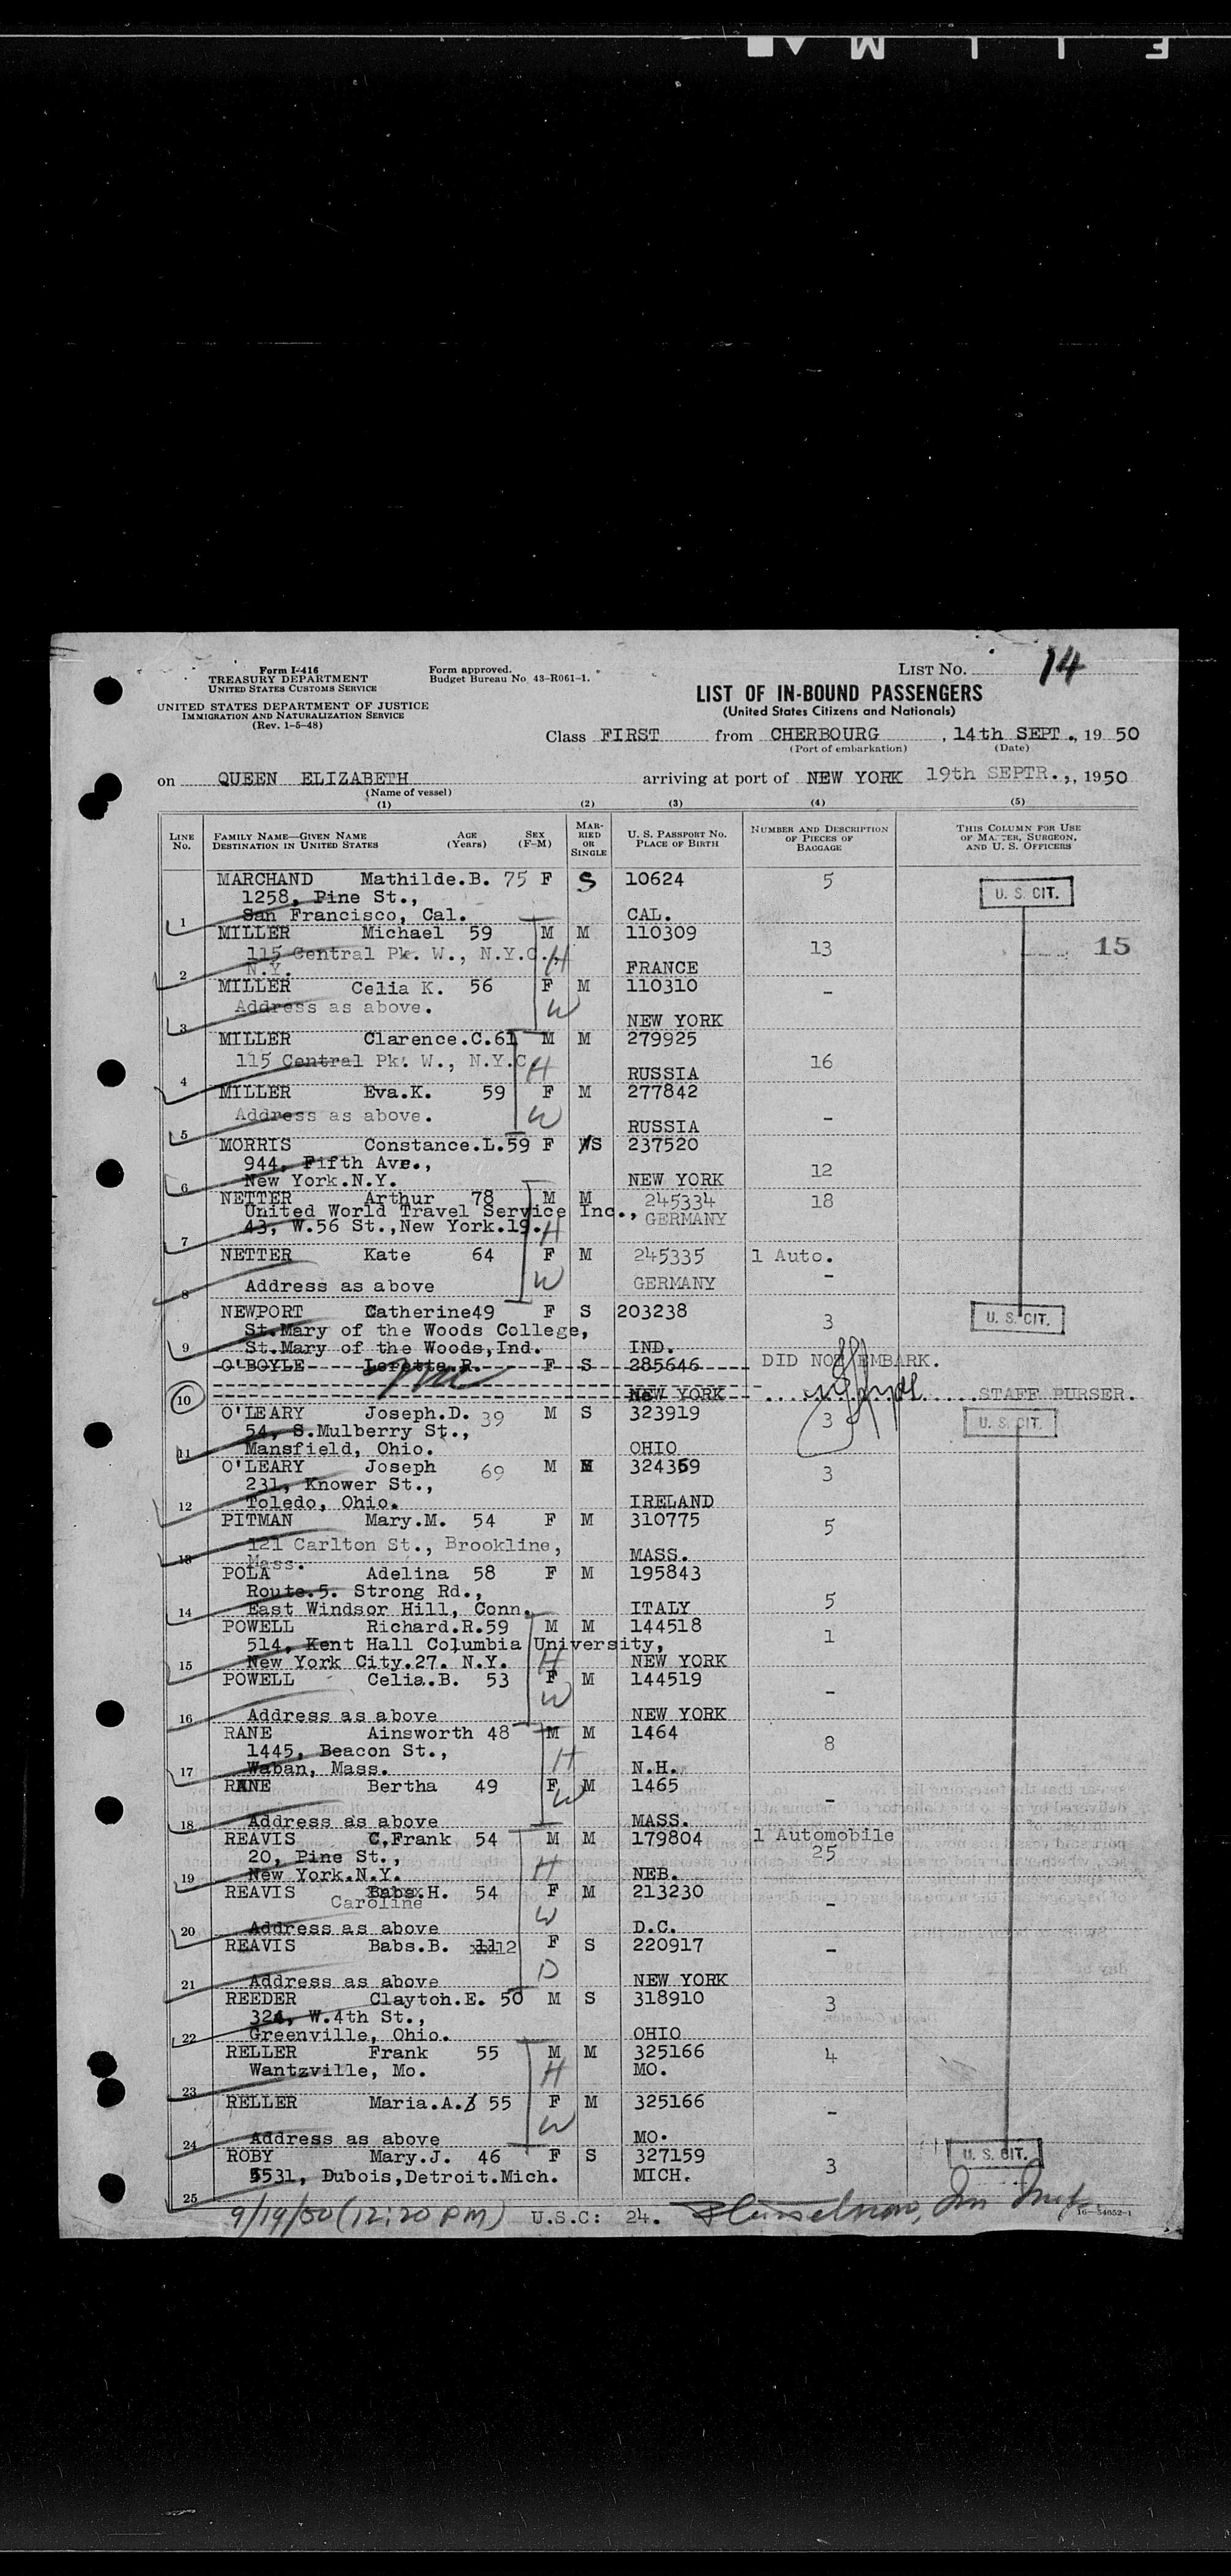 FILM
Form I-416
TREASURY DEPARTMENT
UNITED STATES CUSTOMS SERVICE
UNITED STATES DEPARTMENT OF JUSTICE
IMMIGRATION AND NATURALIZATION SERVICE
(Rev. 1-5-48)
Form approved.
Budget Bureau No. 43-R061-1.
LIST NO. 14
LIST OF IN-BOUND PASSENGERS
(United States Citizens and Nationals)
Class FIRST from CHERBOURG, 14th SEPT., 1950
(Port of embarkation) (Date)
on QUEEN ELIZABETH arriving at port of NEW YORK 19th SEPTR., 1950
(Name of vessel)
(1) (2) (3) (4) (5)
LINE No. FAMILY NAME—GIVEN NAME DESTINATION IN UNITED STATES AGE (Years) SEX (F-M) MARRIED OR SINGLE U. S. PASSPORT NO. PLACE OF BIRTH NUMBER AND DESCRIPTION OF PIECES OF BAGGAGE THIS COLUMN FOR USE OF MASTER, SURGEON, AND U. S. OFFICERS
MARCHAND Mathilde.B. 75 F S 10624 5 U. S. CIT.
1258, Pine St.,
1 San Francisco, Cal. CAL.
MILLER Michael 59 M M 110309 13 15
115 Central Pk. W., N.Y.C. H
2 N.Y. FRANCE
MILLER Celia K. 56 F M 110310 -
Address as above. W
3 NEW YORK
MILLER Clarence.C. 61 M M 279925
115 Central Pk. W., N.Y.C. H 16
4 RUSSIA
MILLER Eva.K. 59 F M 277842
Address as above. W -
5 RUSSIA
MORRIS Constance.L. 59 F WS 237520
944, Fifth Ave., 12
6 New York.N.Y. NEW YORK
NETTER Arthur 78 M M 245334 18
United World Travel Service Inc., GERMANY
7 43, W.56 St.,New York.19. H
NETTER Kate 64 F M 245335 1 Auto.
8 Address as above W GERMANY -
NEWPORT Catherine 49 F S 203238 3 U. S. CIT.
St.Mary of the Woods College,
9 St.Mary of the Woods,Ind. IND.
O'BOYLE Lorette.R. F S 285646 DID NOT EMBARK.
10 NEW YORK STAFF PURSER.
O'LEARY Joseph.D. 39 M S 323919 3 U. S. CIT.
54, S.Mulberry St.,
11 Mansfield, Ohio. OHIO
O'LEARY Joseph 69 M M 324359 3
231, Knower St.,
12 Toledo, Ohio. IRELAND
PITMAN Mary.M. 54 F M 310775 5
121 Carlton St., Brookline,
13 Mass. MASS.
POLA Adelina 58 F M 195843
Route.5. Strong Rd., 5
14 East Windsor Hill, Conn. ITALY
POWELL Richard.R. 59 M M 144518 1
514, Kent Hall Columbia University,
15 New York City.27. N.Y. H NEW YORK
POWELL Celia.B. 53 F M 144519 -
W
16 Address as above NEW YORK
RANE Ainsworth 48 M M 1464 8
1445, Beacon St., H
17 Waban, Mass. N.H.
RANE Bertha 49 F M 1465 -
W
18 Address as above MASS.
REAVIS C.Frank 54 M M 179804 1 Automobile
20, Pine St., H 25
19 New York.N.Y. NEB.
REAVIS Babs.H. 54 F M 213230 -
Caroline W
20 Address as above D.C.
REAVIS Babs.B. 11 12 F S 220917 -
D
21 Address as above NEW YORK
REEDER Clayton.E. 50 M S 318910 3
324, W.4th St.,
22 Greenville, Ohio. OHIO
RELLER Frank 55 M M 325166 4
Wantzville, Mo. H MO.
23
RELLER Maria.A. 55 F M 325166 -
W
24 Address as above MO.
ROBY Mary.J. 46 F S 327159 3 U. S. CIT.
5531, Dubois,Detroit.Mich. MICH.
25
9/19/50 (12:20 PM) U.S.C: 24.
16—54652-1